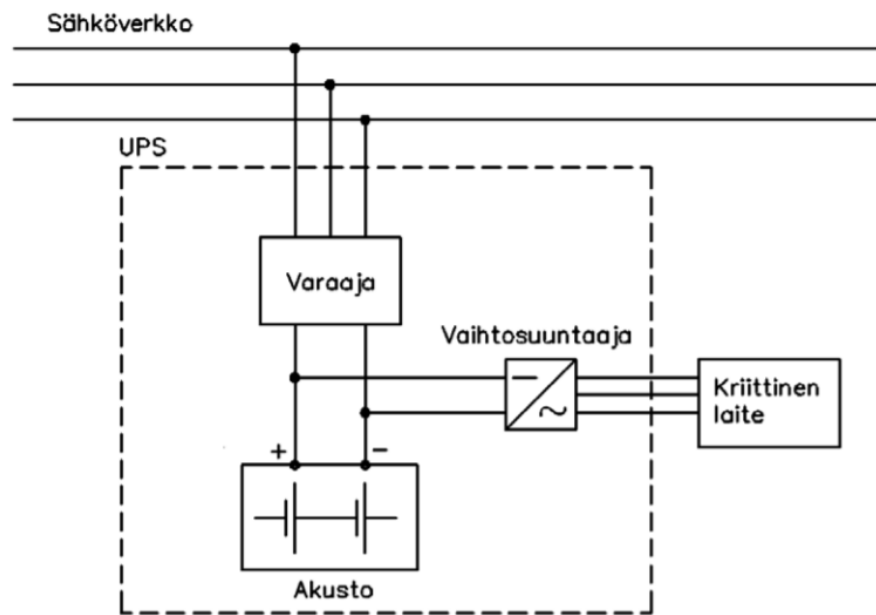 Sähköverkko
UPS
Varaaja
Vaihtosuuntaaja
Kriittinen
laite
+ −
Akusto